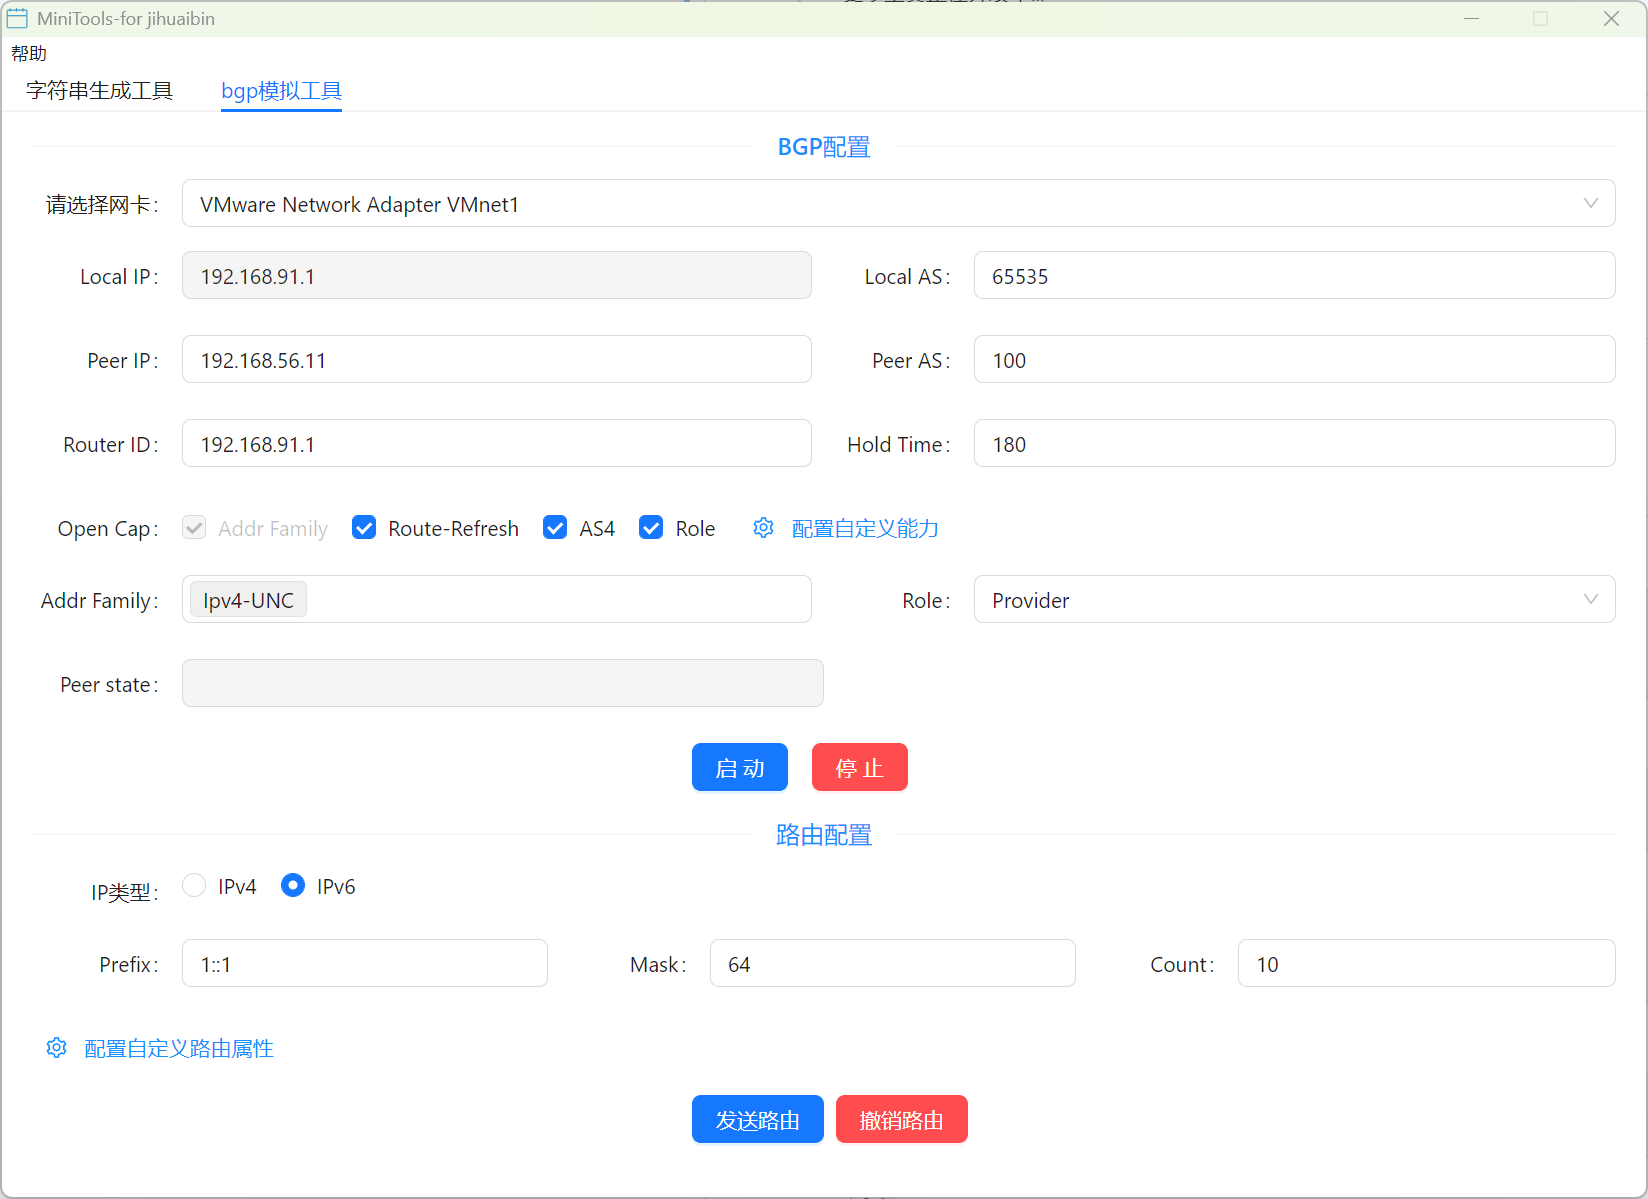 MiniTools-for jihuaibin
帮助
字符串生成工具 bgp模拟工具
BGP配置
请选择网卡: VMware Network Adapter VMnet1
Local IP: 192.168.91.1 Local AS: 65535
Peer IP: 192.168.56.11 Peer AS: 100
Router ID: 192.168.91.1 Hold Time: 180
Open Cap: Addr Family Route-Refresh AS4 Role 配置自定义能力
Addr Family: Ipv4-UNC Role: Provider
Peer state:
启动 停止
路由配置
IP类型: IPv4 IPv6
Prefix: 1::1 Mask: 64 Count: 10
配置自定义路由属性
发送路由 撤销路由